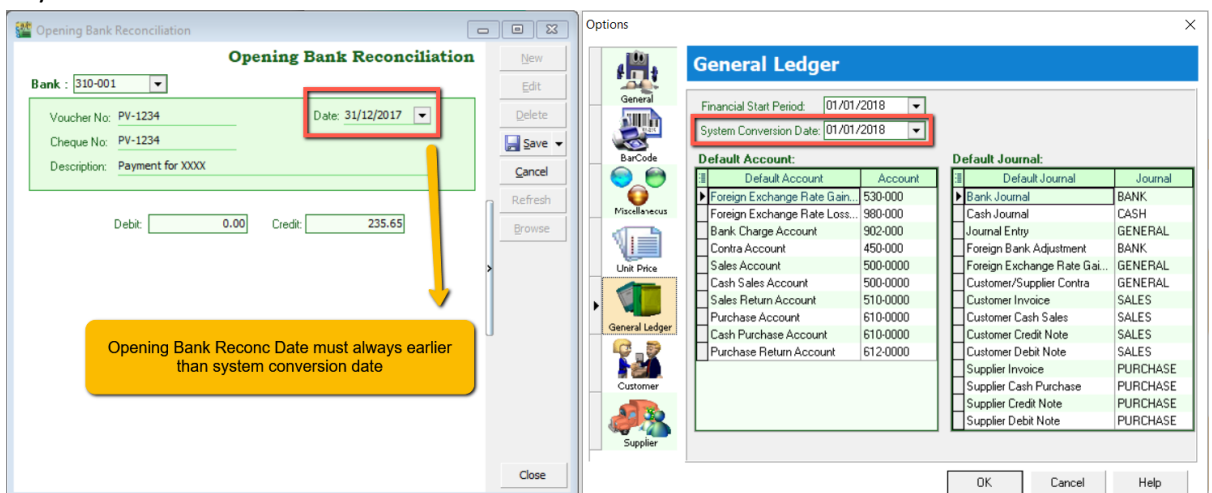 Opening Bank Reconciliation
Opening Bank Reconciliation
Bank : 310-001
Voucher No: PV-1234
Date: 31/12/2017
Cheque No: PV-1234
Description: Payment for XXXX
Debit: 0.00 Credit: 235.65
New
Edit
Delete
Save
Cancel
Refresh
Browse
Close
Opening Bank Reconc Date must always earlier
than system conversion date
Options
General
BarCode
Miscellaneous
Unit Price
General Ledger
Customer
Supplier
General Ledger
Financial Start Period: 01/01/2018
System Conversion Date: 01/01/2018
Default Account:
Default Account Account
Foreign Exchange Rate Gain... 530-000
Foreign Exchange Rate Loss... 980-000
Bank Charge Account 902-000
Contra Account 450-000
Sales Account 500-0000
Cash Sales Account 500-0000
Sales Return Account 510-0000
Purchase Account 610-0000
Cash Purchase Account 610-0000
Purchase Return Account 612-0000
Default Journal:
Default Journal Journal
Bank Journal BANK
Cash Journal CASH
Journal Entry GENERAL
Foreign Bank Adjustment BANK
Foreign Exchange Rate Gai... GENERAL
Customer/Supplier Contra GENERAL
Customer Invoice SALES
Customer Cash Sales SALES
Customer Credit Note SALES
Customer Debit Note SALES
Supplier Invoice PURCHASE
Supplier Cash Purchase PURCHASE
Supplier Credit Note PURCHASE
Supplier Debit Note PURCHASE
OK
Cancel
Help